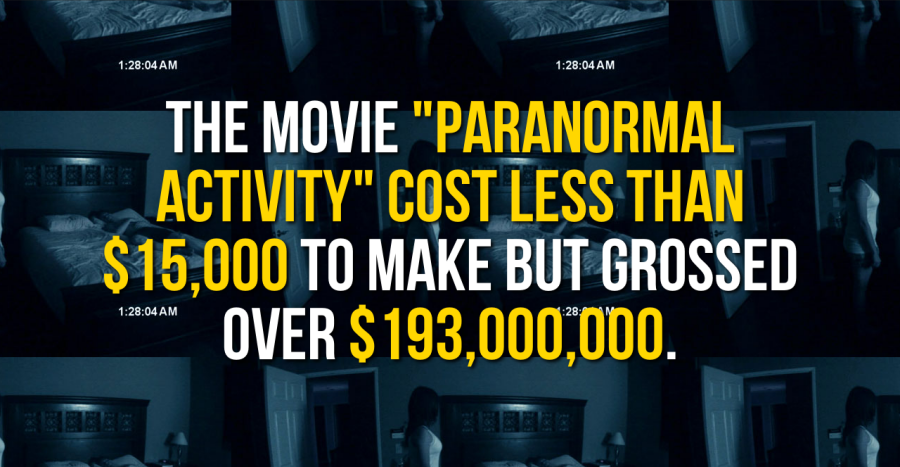 1:28:04 AM 1:28:04 AM
THE MOVIE "PARANORMAL
ACTIVITY" COST LESS THAN
$15,000 TO MAKE BUT GROSSED
1:28:04 AM 1:28:04 AM
OVER $193,000,000.